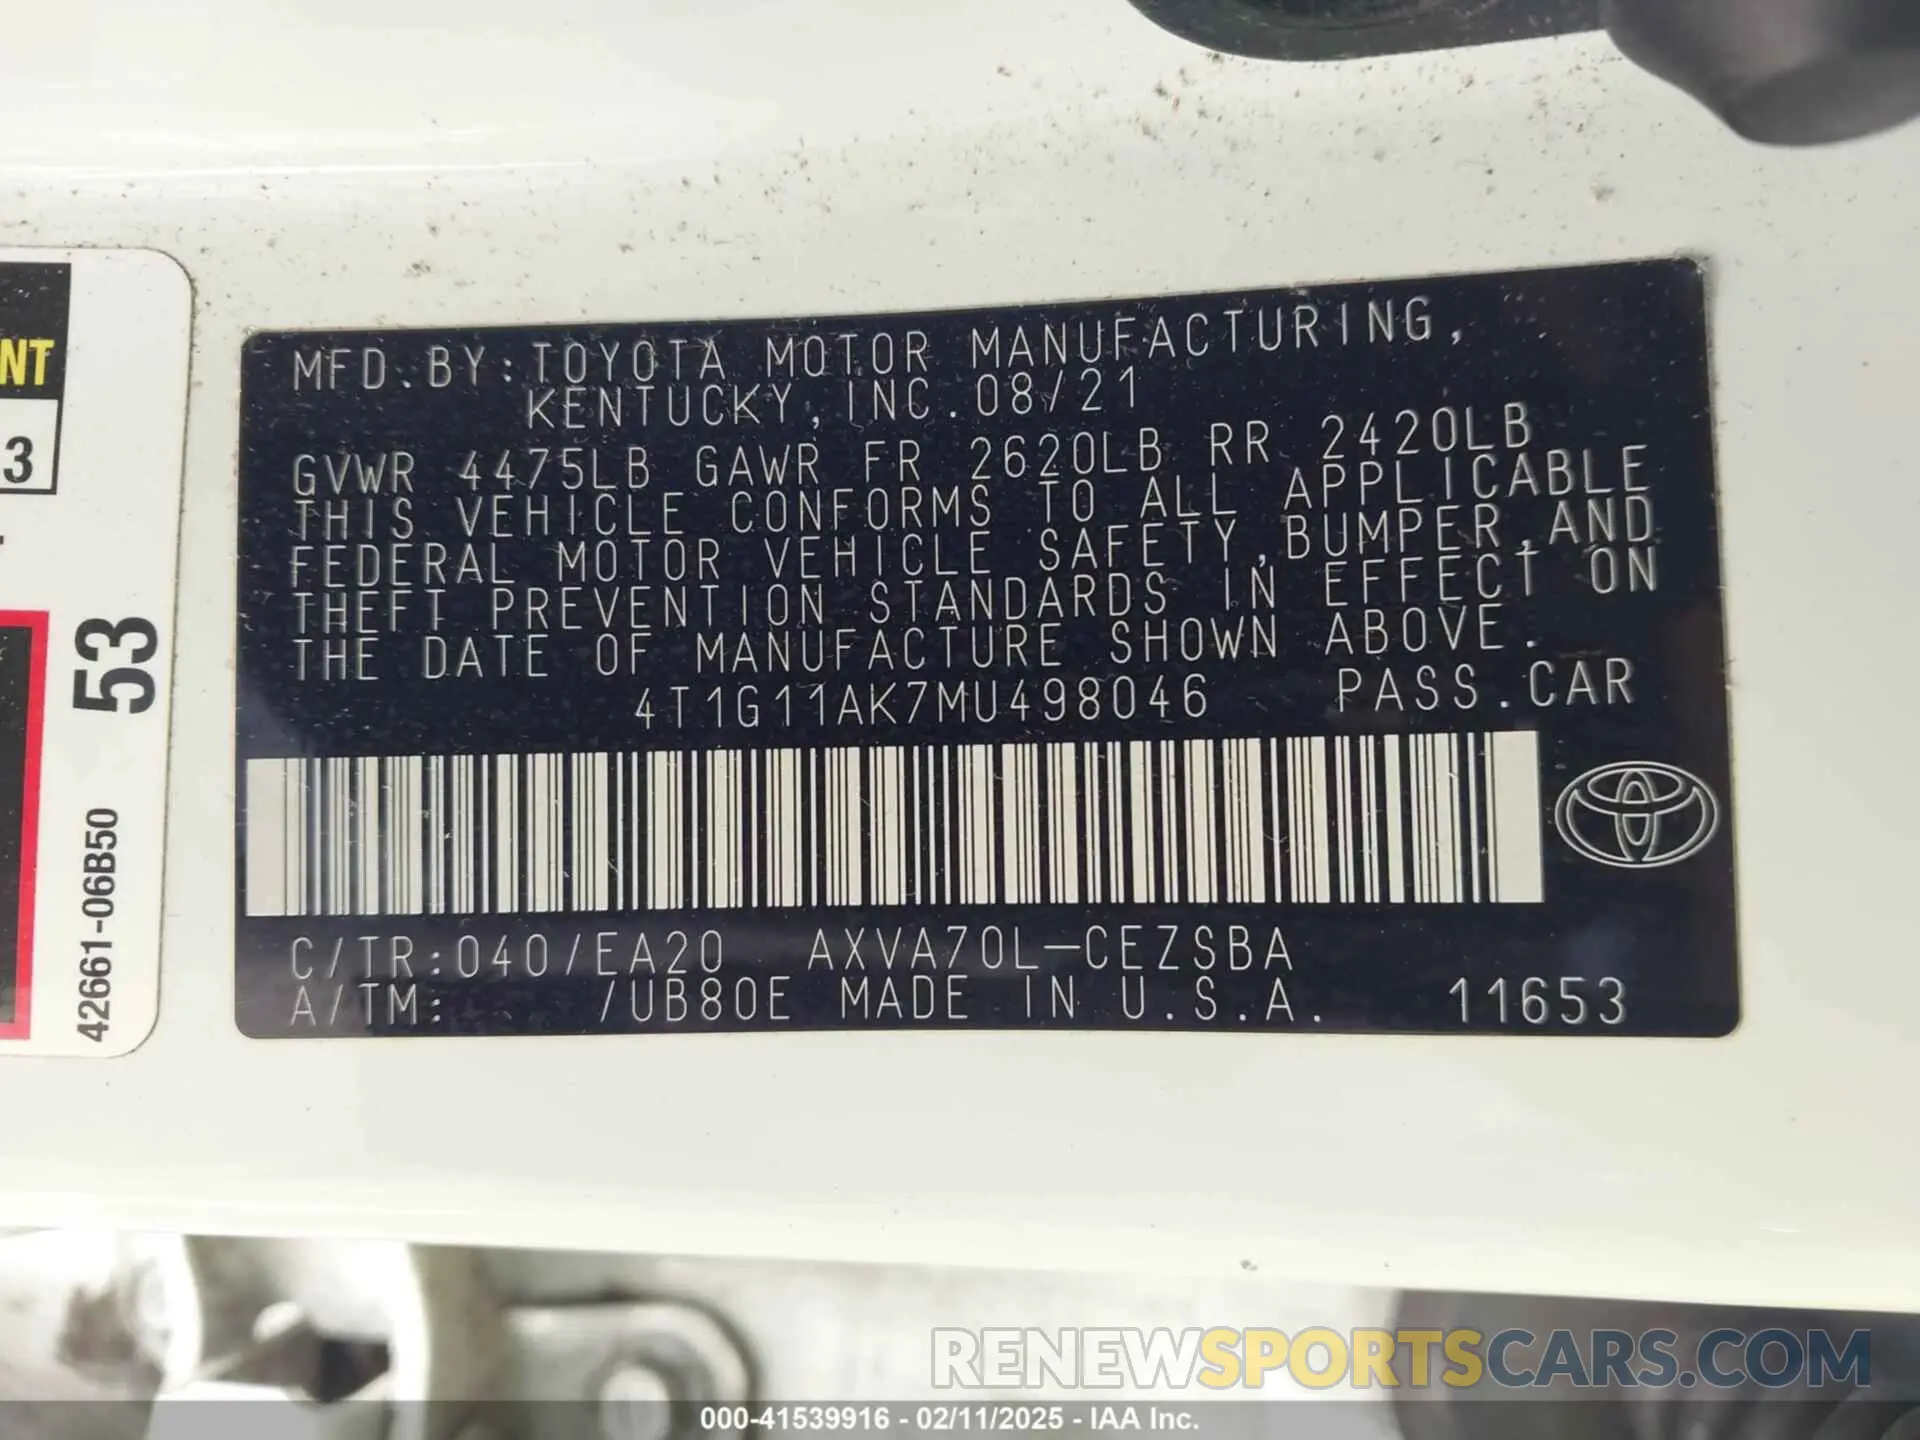 MFD.BY:TOYOTA MOTOR MANUFACTURING,
KENTUCKY, INC.08/21
GVWR 4475LB GAWR FR 2620LB RR 2420LB
THIS VEHICLE CONFORMS TO ALL APPLICABLE
FEDERAL MOTOR VEHICLE SAFETY,BUMPER,AND
THEFT PREVENTION STANDARDS IN EFFECT ON
THE DATE OF MANUFACTURE SHOWN ABOVE.
4T1G11AK7MU498046 PASS.CAR
C/TR:040/EA20 AXVA70L-CEZSBA
A/TM: /UB80E MADE IN U.S.A. 11653
NT
3
53
42661-06B50
RENEWSPORTSCARS.COM
000-41539916 - 02/11/2025 - IAA Inc.